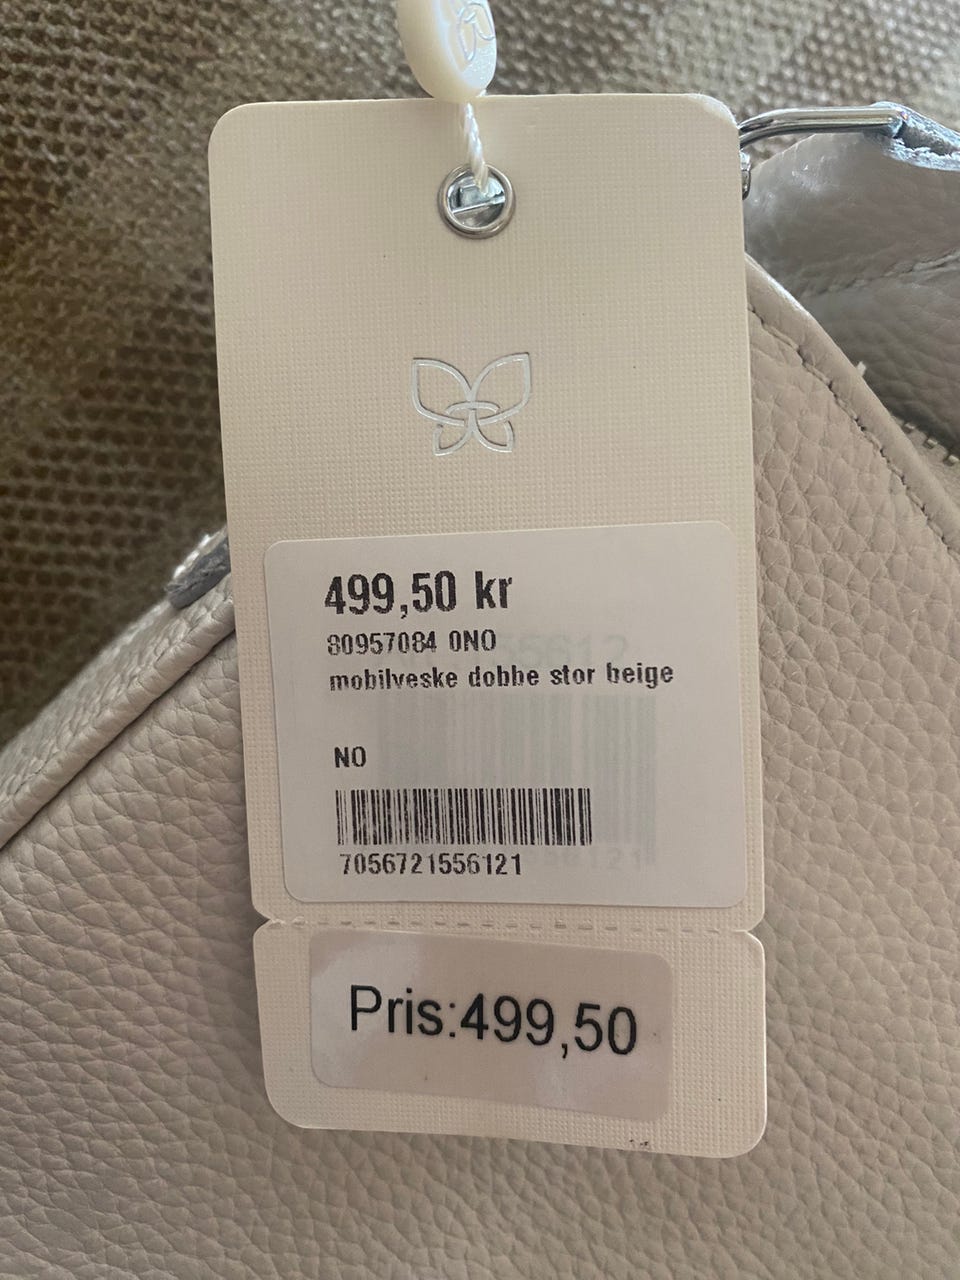 499,50 kr
80957084 0NO
mobilveske dobbe stor beige
NO
7056721556121
Pris:499,50